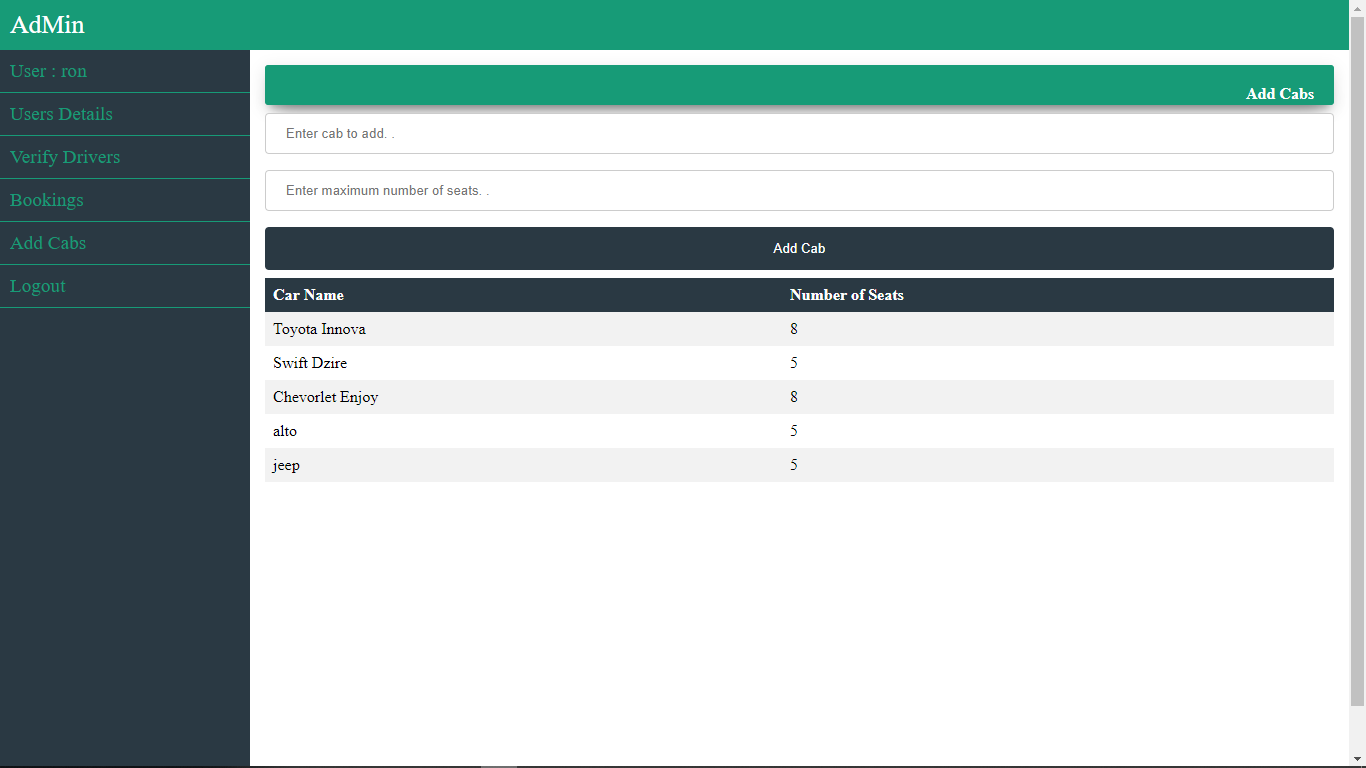 AdMin
User : ron
Users Details
Verify Drivers
Bookings
Add Cabs
Logout
Add Cabs
Enter cab to add. .
Enter maximum number of seats. .
Add Cab
Car Name Number of Seats
Toyota Innova 8
Swift Dzire 5
Chevorlet Enjoy 8
alto 5
jeep 5